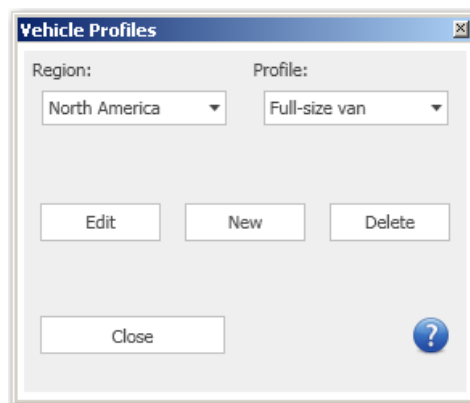 Vehicle Profiles
Region: Profile:
North America Full-size van
Edit New Delete
Close ?